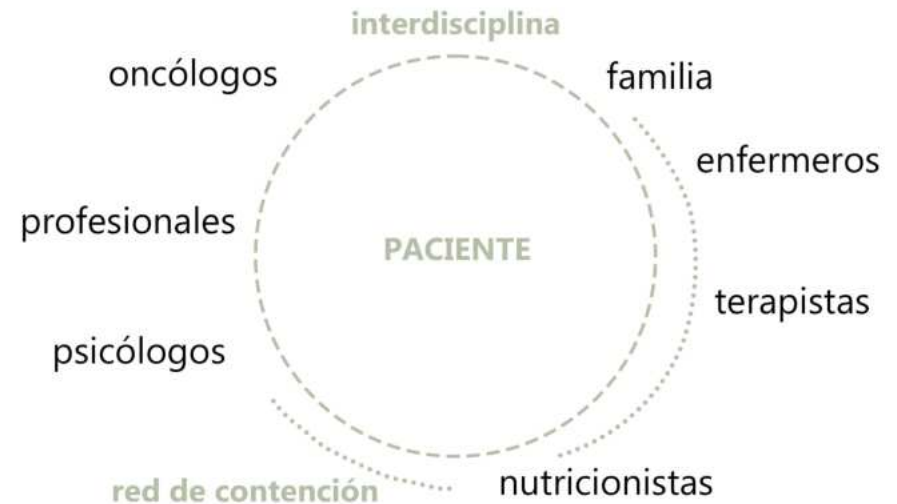 interdisciplina
oncólogos
familia
enfermeros
profesionales
PACIENTE
terapistas
psicólogos
red de contención
nutricionistas